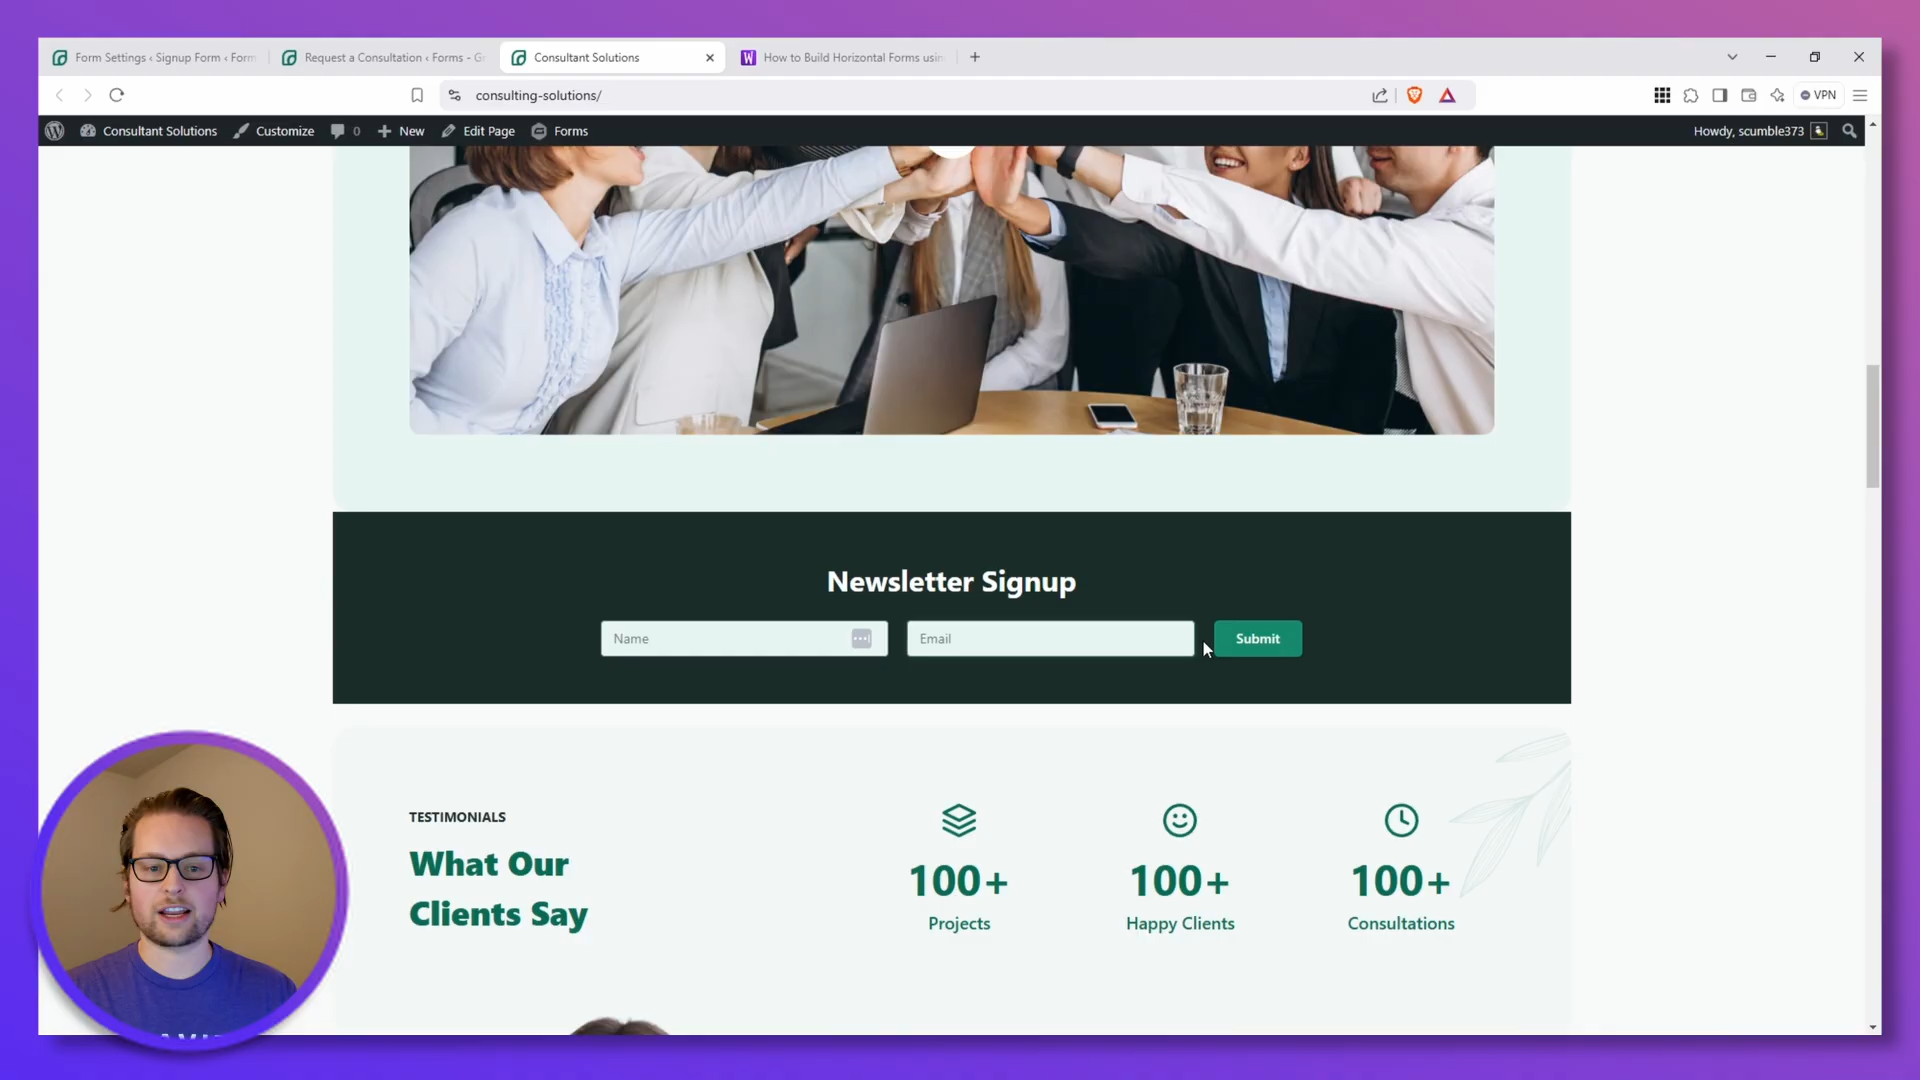 Form Settings ‹ Signup Form ‹ Form
Request a Consultation ‹ Forms - Gr
Consultant Solutions
W How to Build Horizontal Forms usin
consulting-solutions/
VPN
Consultant Solutions Customize 0 New Edit Page Forms
Howdy, scumble373
Newsletter Signup
Name
Email
Submit
TESTIMONIALS
What Our
Clients Say
100+
Projects
100+
Happy Clients
100+
Consultations